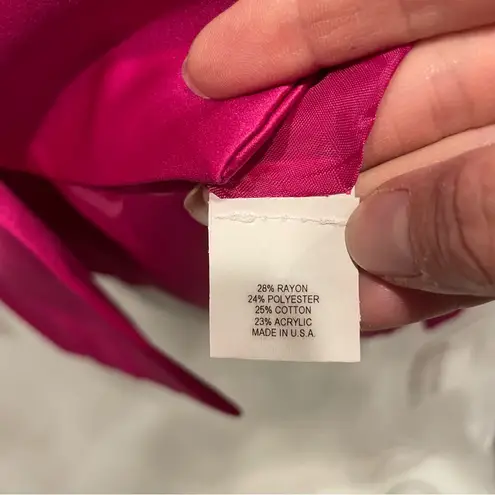 28% RAYON
24% POLYESTER
25% COTTON
23% ACRYLIC
MADE IN U.S.A.